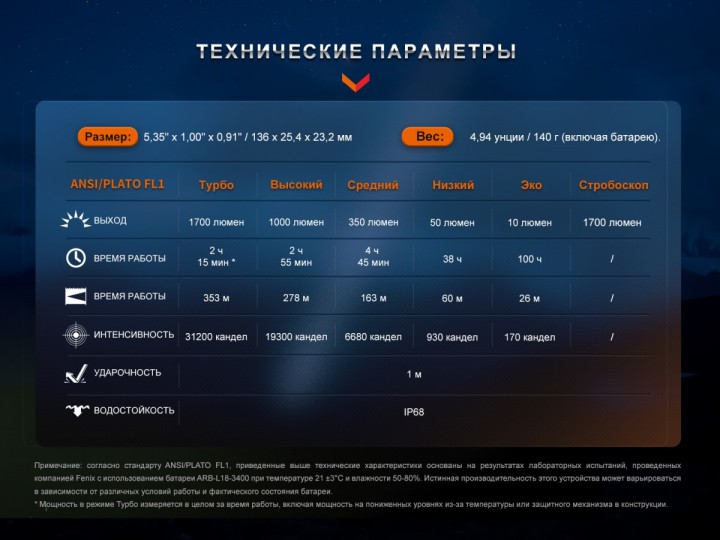 ТЕХНИЧЕСКИЕ ПАРАМЕТРЫ
Размер: 5,35" x 1,00" x 0,91" / 136 x 25,4 x 23,2 мм Вес: 4,94 унции / 140 г (включая батарею).
ANSI/PLATO FL1 Турбо Высокий Средний Низкий Эко Стробоскоп
ВЫХОД 1700 люмен 1000 люмен 350 люмен 50 люмен 10 люмен 1700 люмен
ВРЕМЯ РАБОТЫ 2 ч 15 мин * 2 ч 55 мин 4 ч 45 мин 38 ч 100 ч /
ВРЕМЯ РАБОТЫ 353 м 278 м 163 м 60 м 26 м /
ИНТЕНСИВНОСТЬ 31200 кандел 19300 кандел 6680 кандел 930 кандел 170 кандел /
УДАРОЧНОСТЬ 1 м
ВОДОСТОЙКОСТЬ IP68
Примечание: согласно стандарту ANSI/PLATO FL1, приведенные выше технические характеристики основаны на результатах лабораторных испытаний, проведенных
компанией Fenix с использованием батареи ARB-L18-3400 при температуре 21 ±3°C и влажности 50-80%. Истинная производительность этого устройства может варьироваться
в зависимости от различных условий работы и фактического состояния батареи.
* Мощность в режиме Турбо измеряется в целом за время работы, включая мощность на пониженных уровнях из-за температуры или защитного механизма в конструкции.